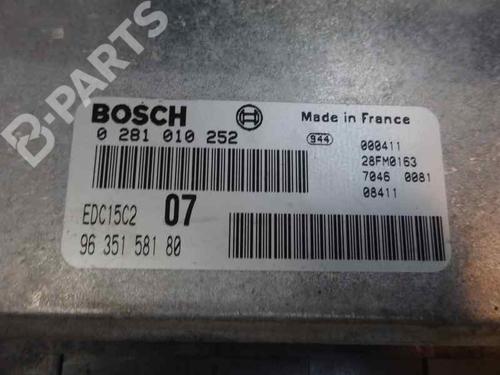 B-PARTS
BOSCH
Made in France
0 281 010 252
944
000411
28FM0163
7046 0081
08411
EDC15C2 07
96 351 581 80